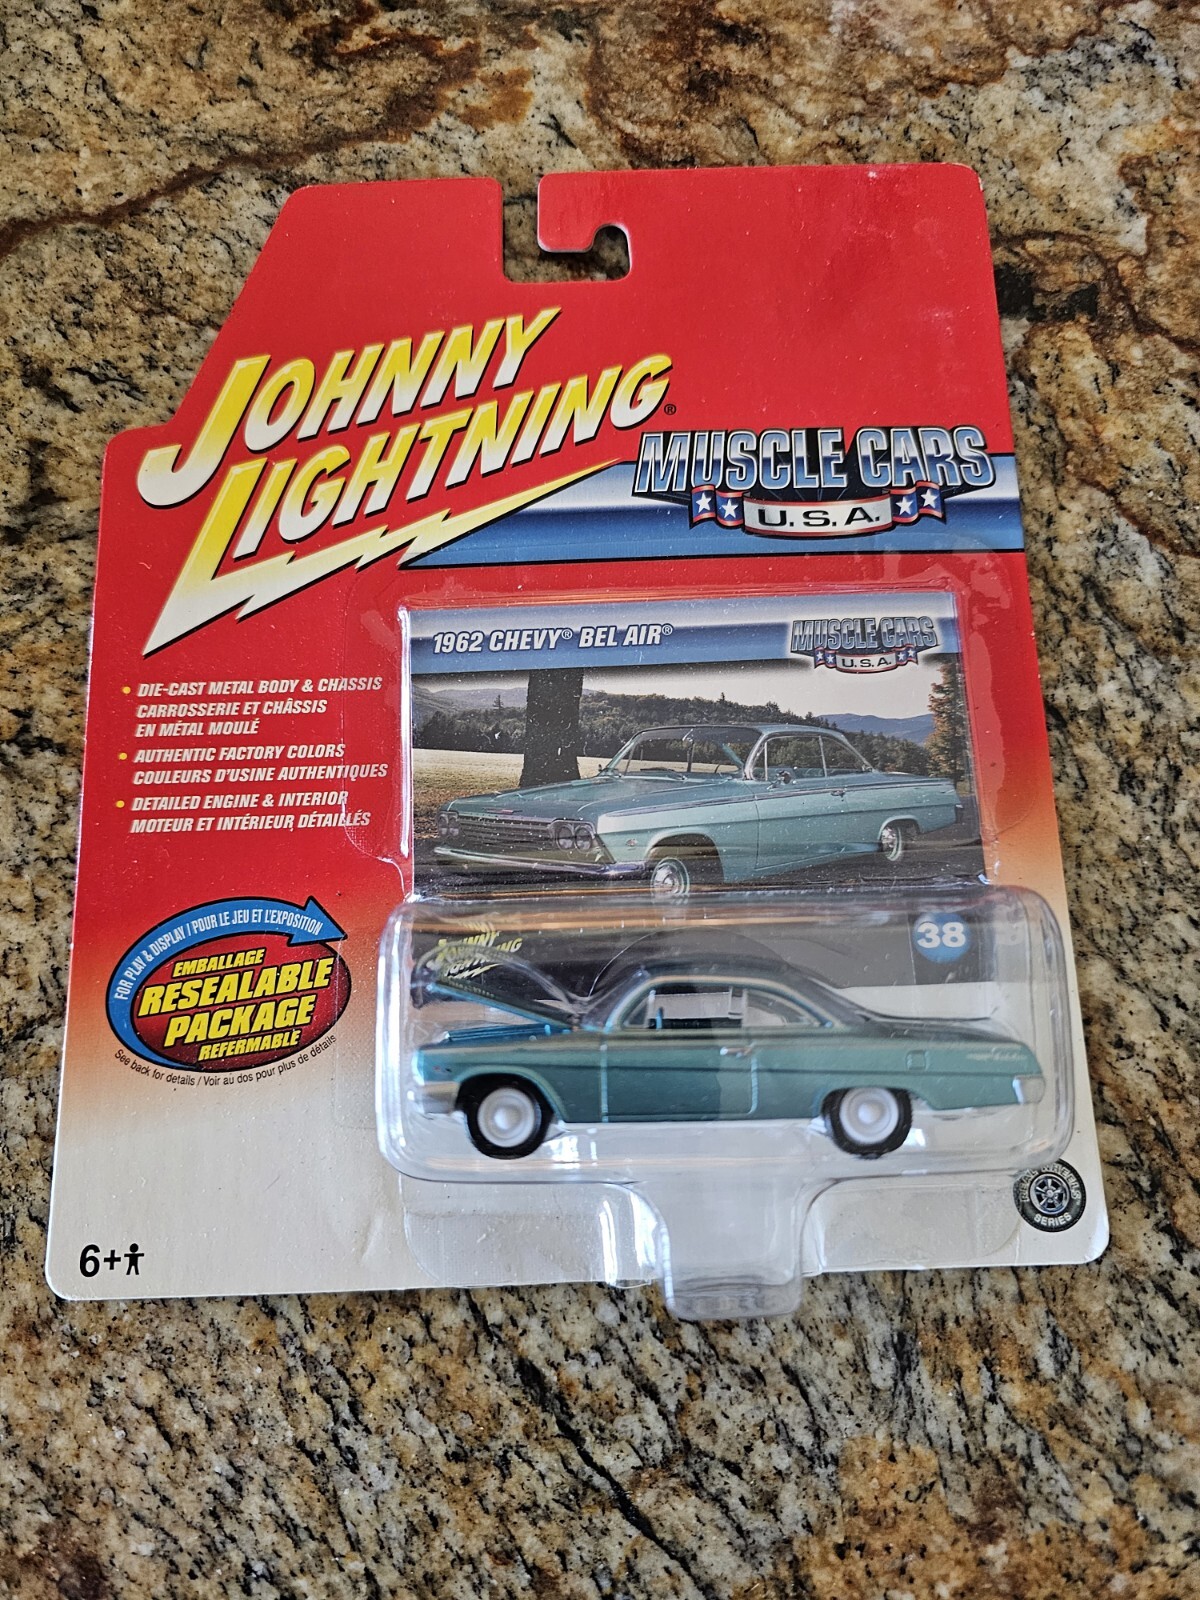 JOHNNY
LIGHTNING®
MUSCLE CARS
U.S.A.
1962 CHEVY® BEL AIR®
MUSCLE CARS
U.S.A.
• DIE-CAST METAL BODY & CHASSIS
CARROSSERIE ET CHÂSSIS
EN MÉTAL MOULÉ
• AUTHENTIC FACTORY COLORS
COULEURS D'USINE AUTHENTIQUES
• DETAILED ENGINE & INTERIOR
MOTEUR ET INTÉRIEUR DÉTAILLÉS
FOR PLAY & DISPLAY / POUR LE JEU ET L'EXPOSITION
EMBALLAGE
RESEALABLE
PACKAGE
REFERMABLE
See back for details / Voir au dos pour plus de détails
JOHNNY
LIGHTNING
38
REAL WHEELS
SERIES
6+